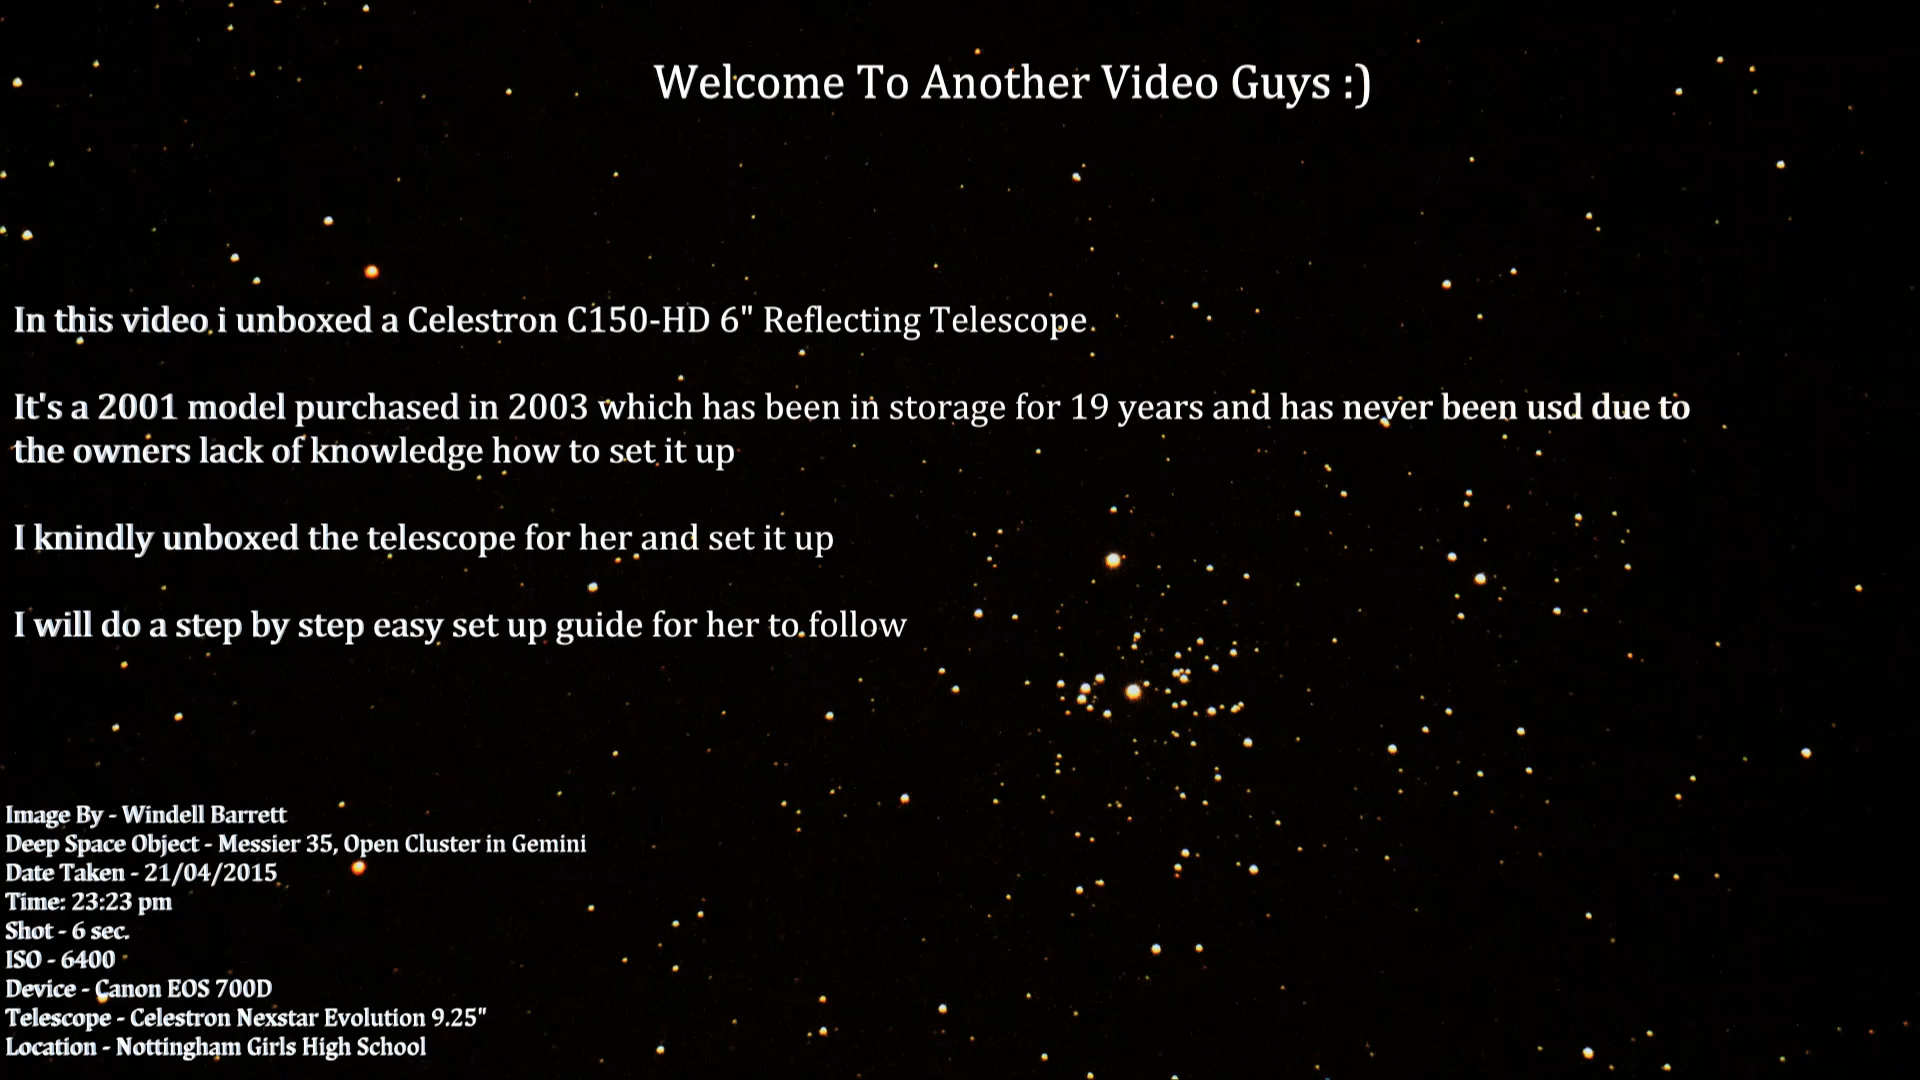 Welcome To Another Video Guys :)
In this video i unboxed a Celestron C150-HD 6" Reflecting Telescope
It's a 2001 model purchased in 2003 which has been in storage for 19 years and has never been usd due to
the owners lack of knowledge how to set it up
I knindly unboxed the telescope for her and set it up
I will do a step by step easy set up guide for her to follow
Image By - Windell Barrett
Deep Space Object - Messier 35, Open Cluster in Gemini
Date Taken - 21/04/2015
Time: 23:23 pm
Shot - 6 sec.
ISO - 6400
Device - Canon EOS 700D
Telescope - Celestron Nexstar Evolution 9.25"
Location - Nottingham Girls High School